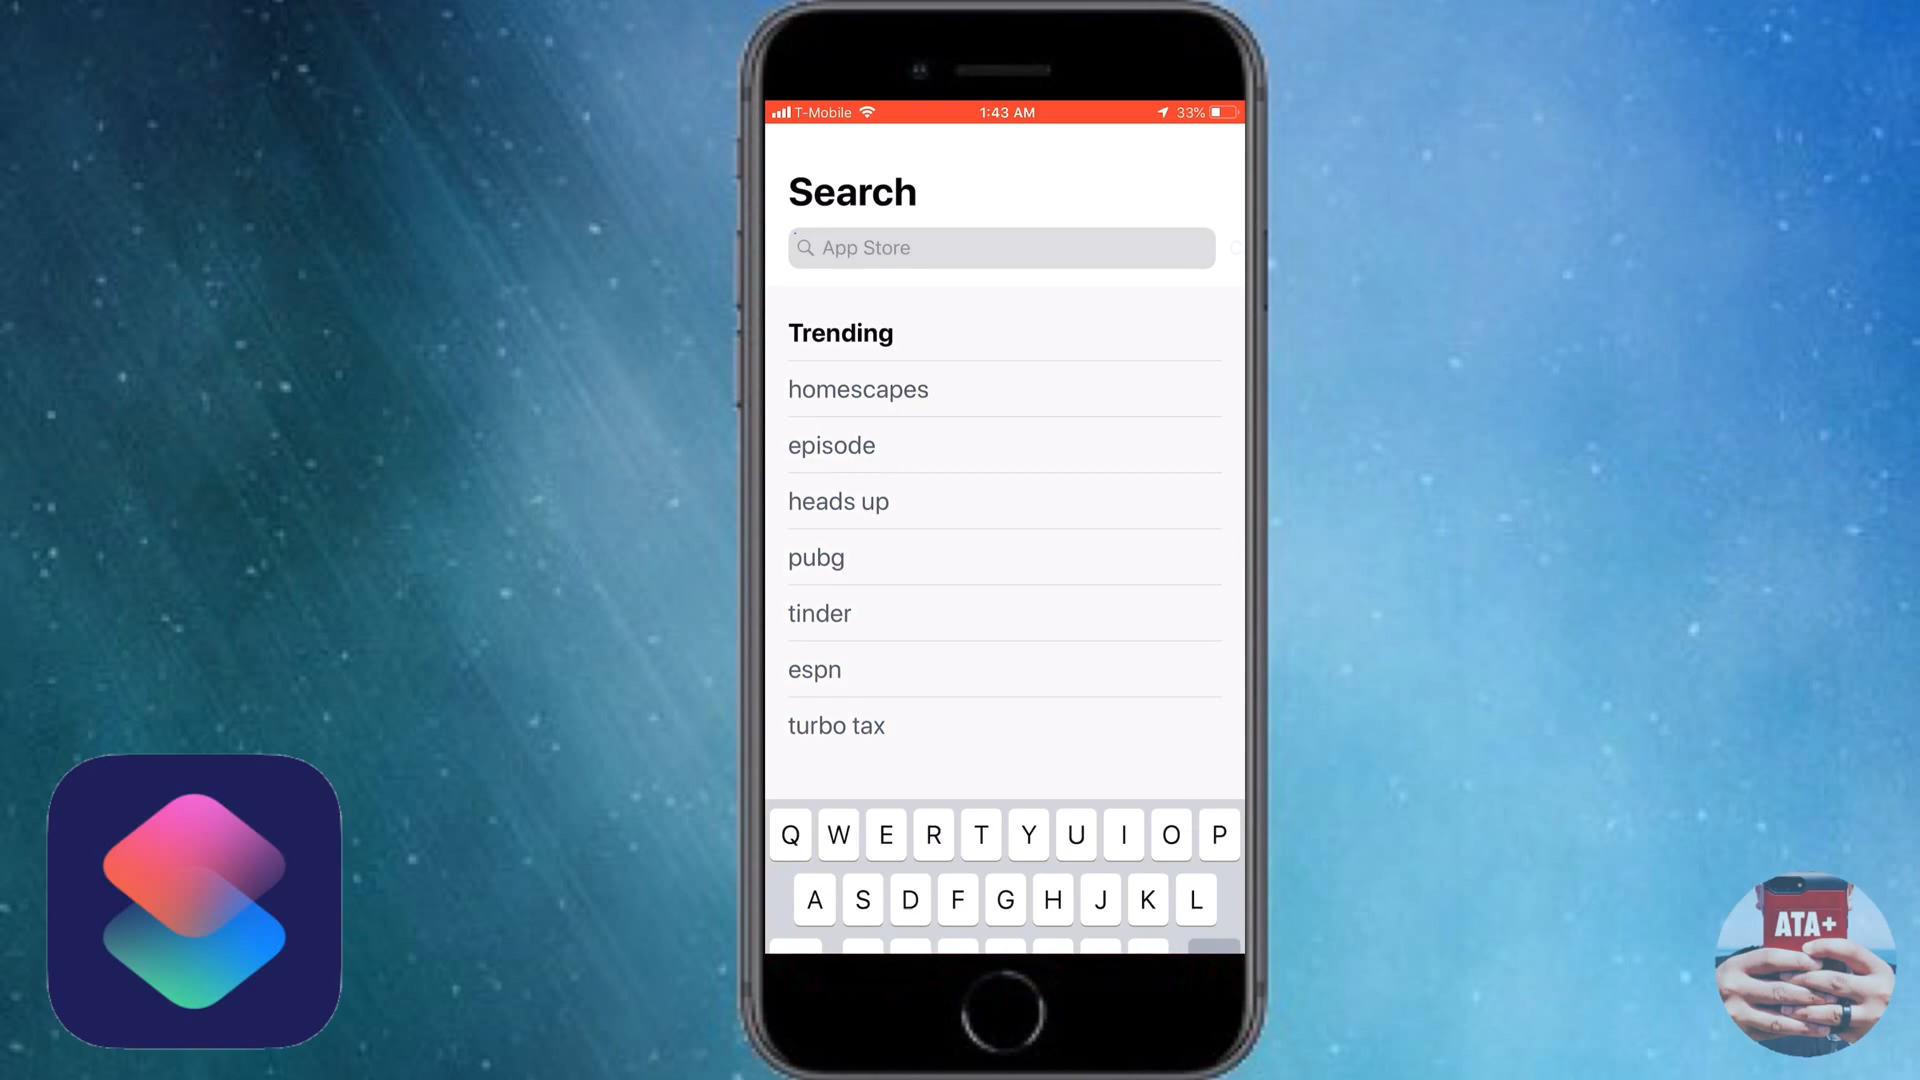 T-Mobile 1:43 AM 33%
Search
App Store
Trending
homescapes
episode
heads up
pubg
tinder
espn
turbo tax
Q W E R T Y U I O P
A S D F G H J K L
ATA+